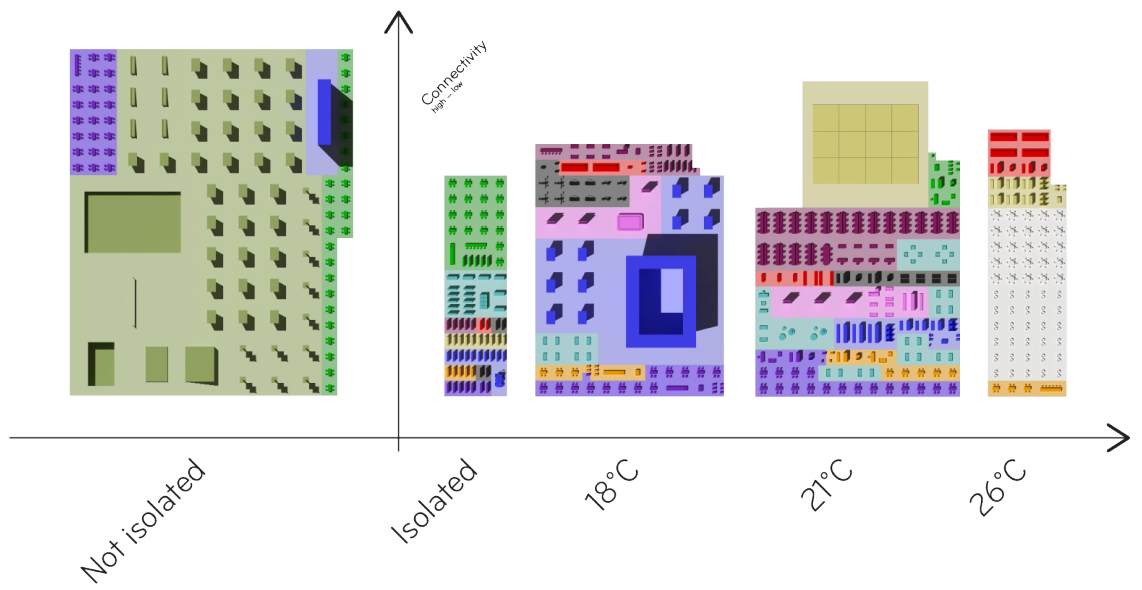 Connectivity
high – low
Not isolated
Isolated
18°C
21°C
26°C